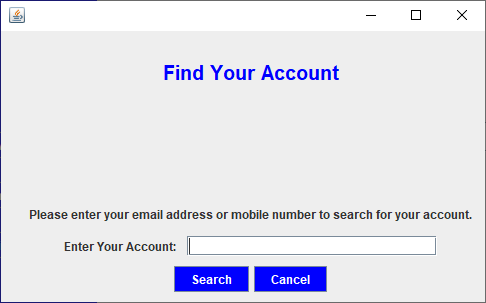 Find Your Account
Please enter your email address or mobile number to search for your account.
Enter Your Account:
Search Cancel